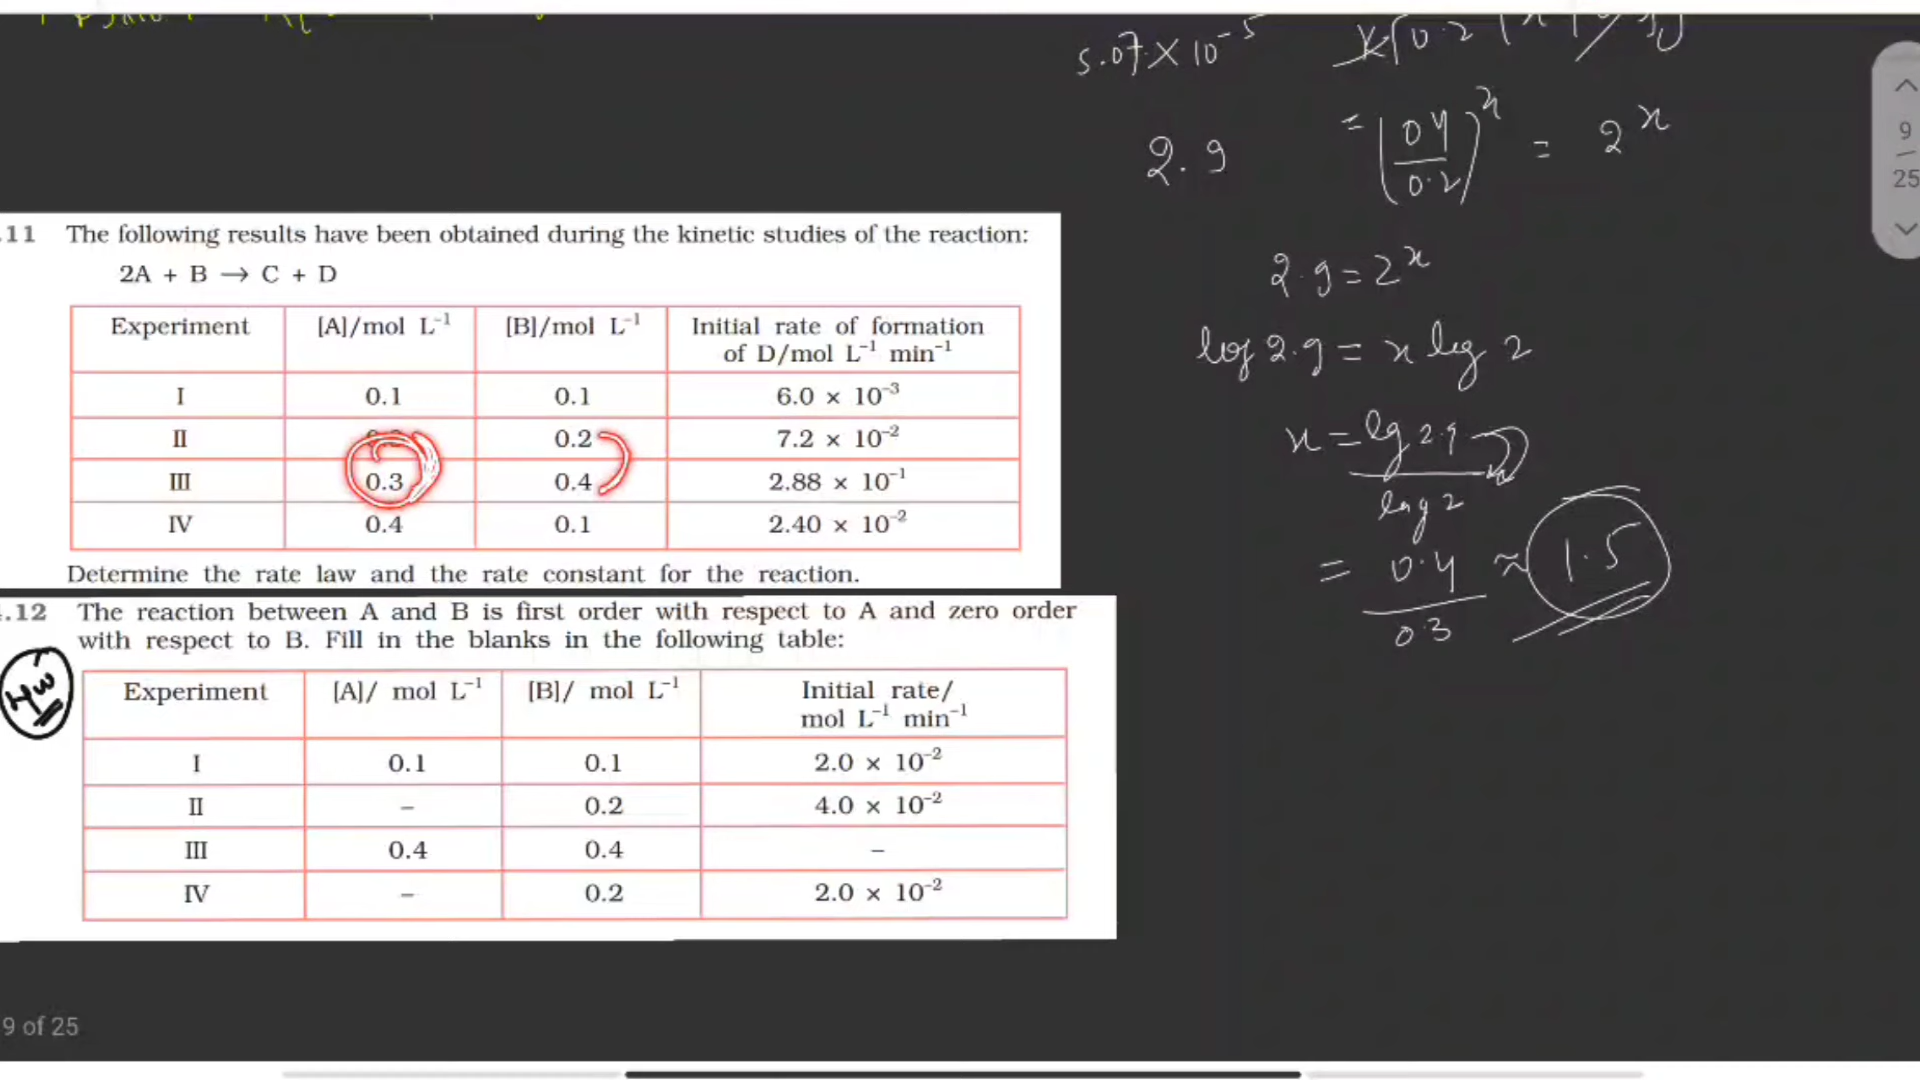 5.07 × 10⁻⁵
2.9 = (0.4/0.2)ˣ = 2ˣ
2.9 = 2ˣ
log 2.9 = x log 2
x = lg 2.9 / log 2
= 0.4/0.3 ≈ 1.5
.11 The following results have been obtained during the kinetic studies of the reaction:
2A + B → C + D
Experiment [A]/mol L⁻¹ [B]/mol L⁻¹ Initial rate of formation
of D/mol L⁻¹ min⁻¹
I 0.1 0.1 6.0 × 10⁻³
II 0.2 7.2 × 10⁻²
III 0.3 0.4 2.88 × 10⁻¹
IV 0.4 0.1 2.40 × 10⁻²
Determine the rate law and the rate constant for the reaction.
.12 The reaction between A and B is first order with respect to A and zero order
with respect to B. Fill in the blanks in the following table:
HW
Experiment [A]/ mol L⁻¹ [B]/ mol L⁻¹ Initial rate/
mol L⁻¹ min⁻¹
I 0.1 0.1 2.0 × 10⁻²
II – 0.2 4.0 × 10⁻²
III 0.4 0.4 –
IV – 0.2 2.0 × 10⁻²
9
25
9 of 25